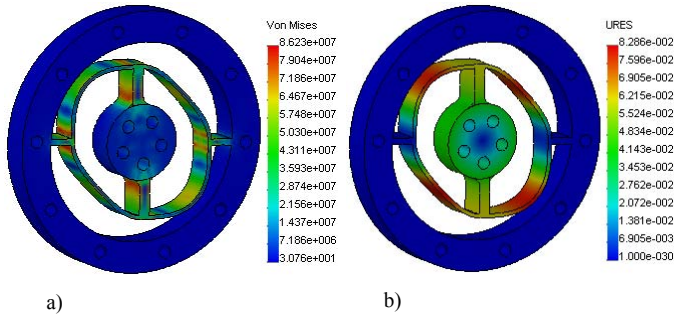 Von Mises
8.623e+007
7.904e+007
7.186e+007
6.467e+007
5.748e+007
5.030e+007
4.311e+007
4.593e+007
2.874e+007
2.156e+007
1.437e+007
7.186e+006
3.076e+001
URES
8.286e-002
7.595e-002
6.905e-002
6.215e-002
5.524e-002
4.834e-002
4.143e-002
3.453e-002
2.762e-002
2.072e-002
1.381e-002
6.905e-003
1.000e-030
a)
b)